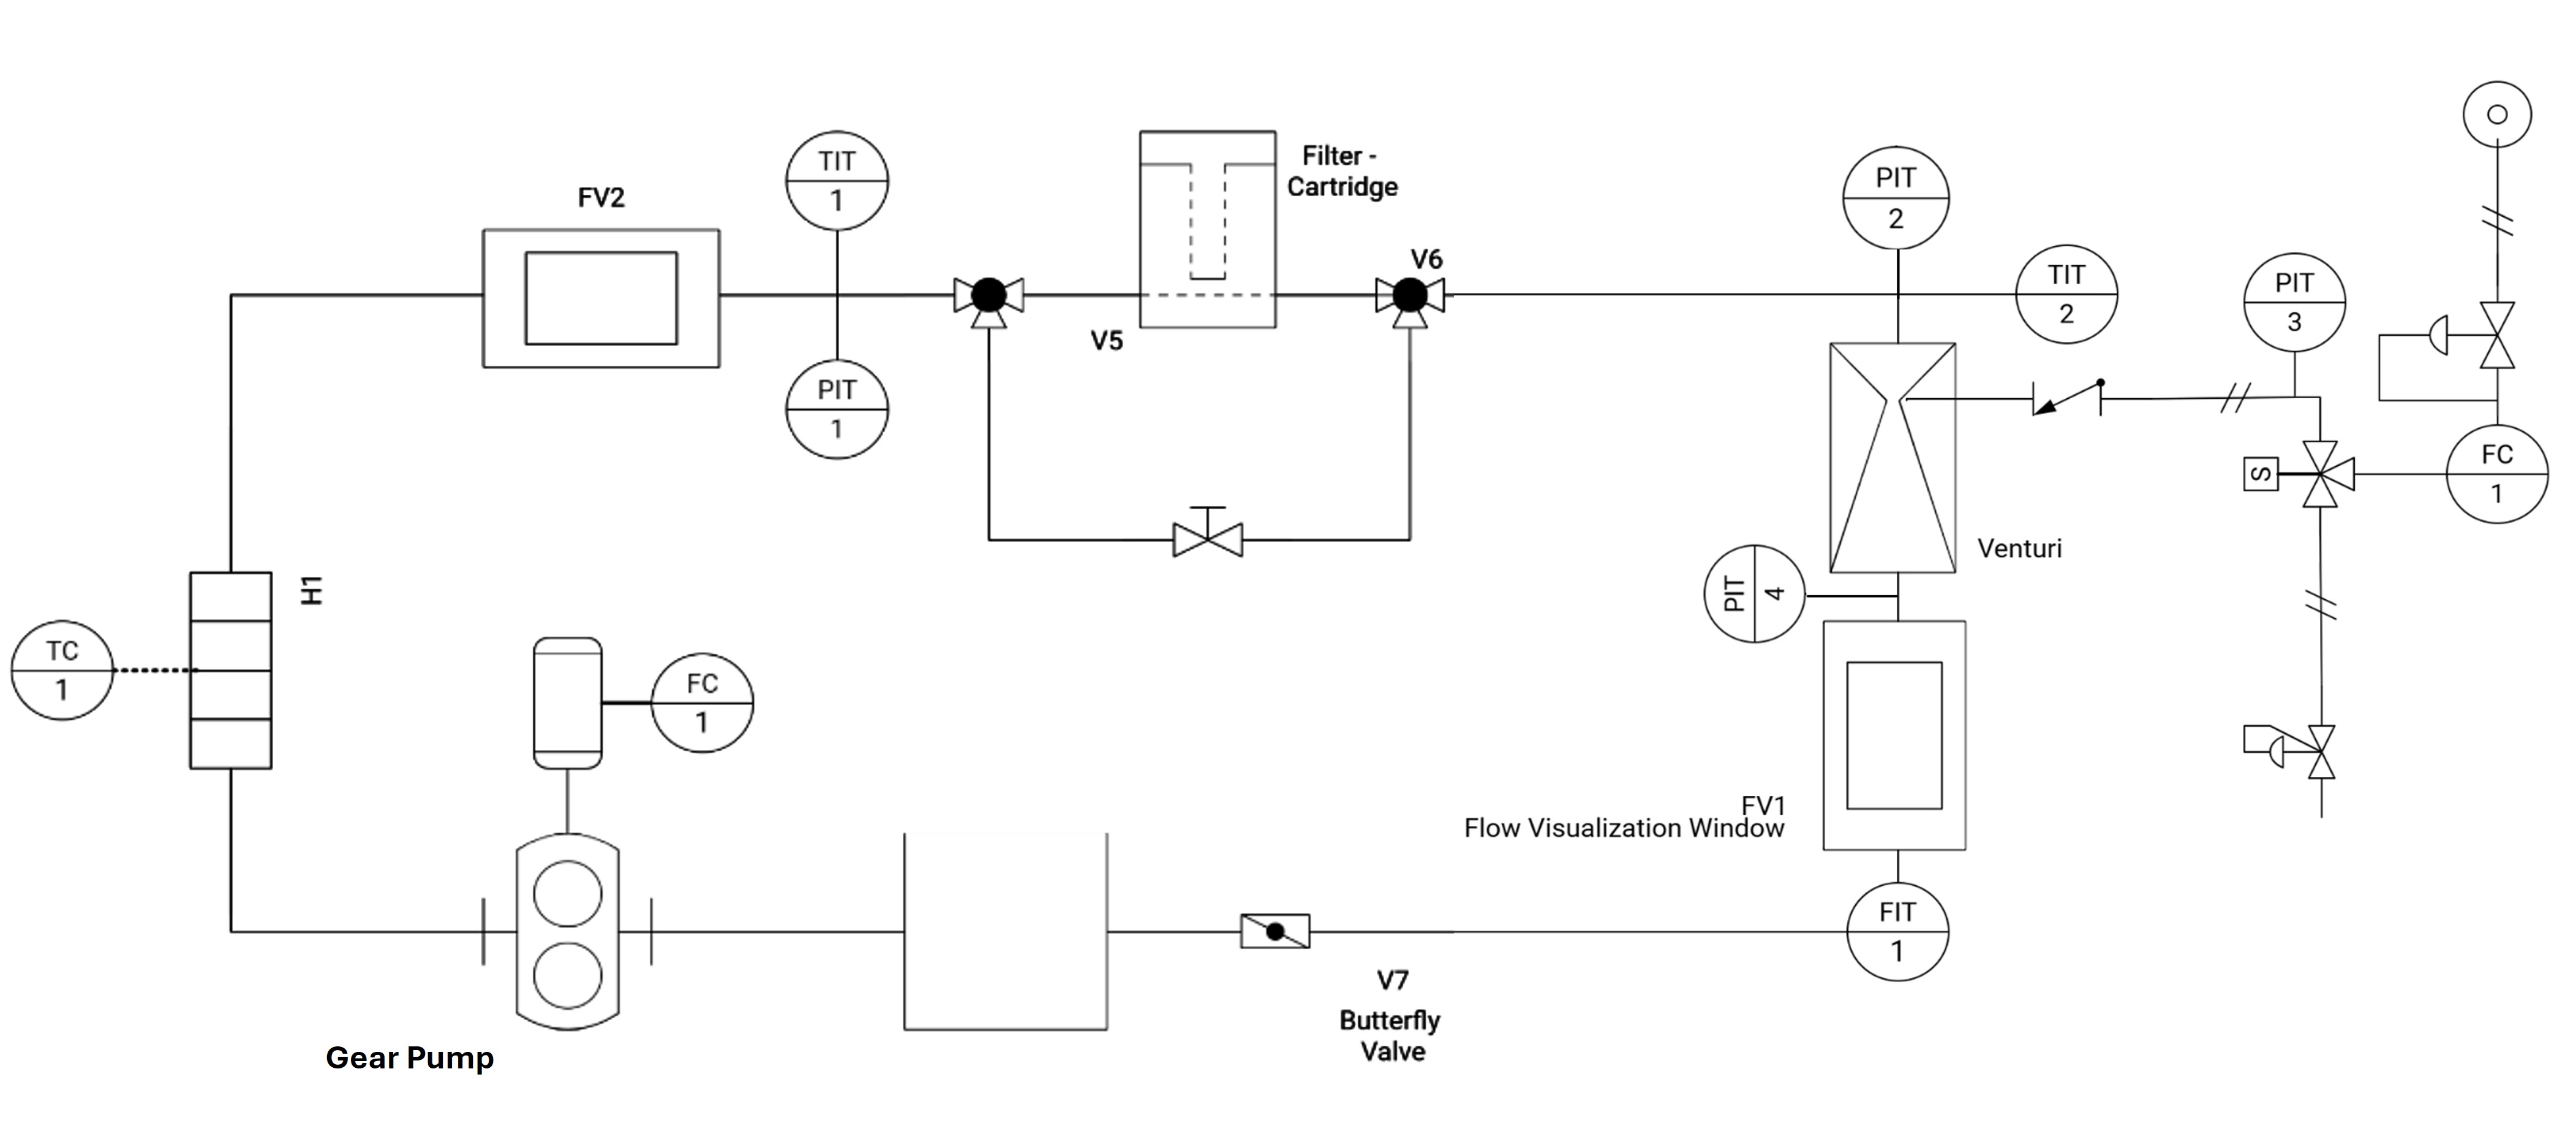 TIT
1
FV2
PIT
1
Filter -
Cartridge
V5
V6
PIT
2
TIT
2
PIT
3
FC
1
S
Venturi
PIT
4
H1
TC
1
FC
1
FV1
Flow Visualization Window
FIT
1
V7
Butterfly
Valve
Gear Pump